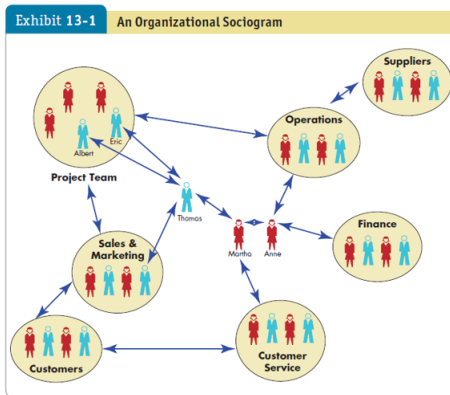 Exhibit 13-1 An Organizational Sociogram
Suppliers
Operations
Eric
Albert
Project Team
Thomas
Finance
Martha Anne
Sales &
Marketing
Customer
Service
Customers